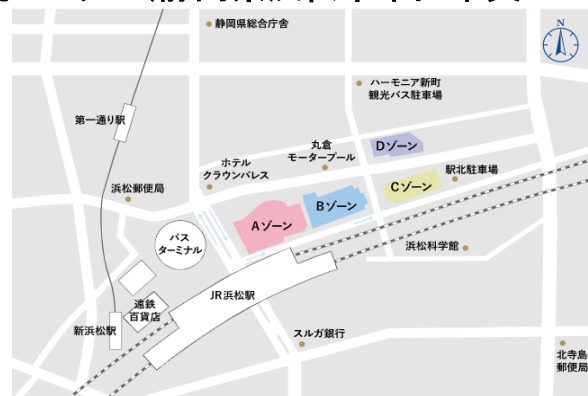 N
静岡県総合庁舎
ハーモニア新町
観光バス駐車場
第一通り駅
丸倉
モータープール
Dゾーン
ホテル
クラウンパレス
駅北駐車場
浜松郵便局
Cゾーン
Bゾーン
Aゾーン
バス
ターミナル
浜松科学館
JR浜松駅
遠鉄
百貨店
新浜松駅
スルガ銀行
北寺島
郵便局